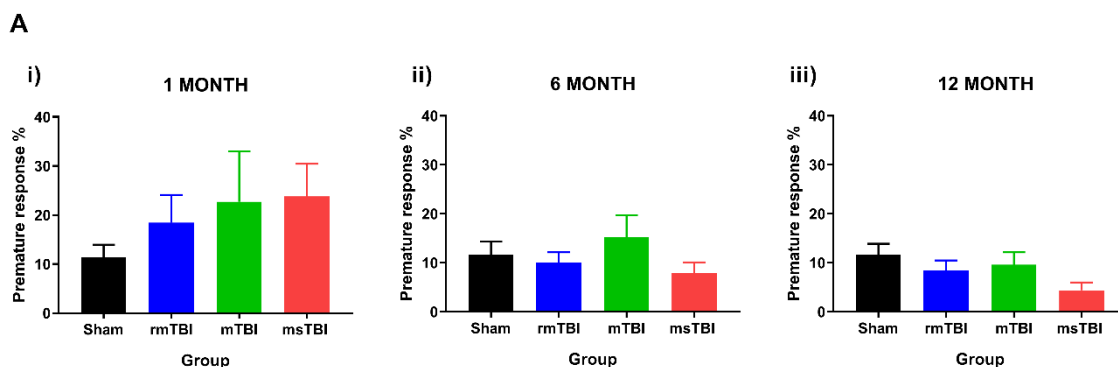 A
i)
1 MONTH
Premature response %
40
30
20
10
0
Sham rmTBI mTBI msTBI
Group
ii)
6 MONTH
Premature response %
40
30
20
10
0
Sham rmTBI mTBI msTBI
Group
iii)
12 MONTH
Premature response %
40
30
20
10
0
Sham rmTBI mTBI msTBI
Group